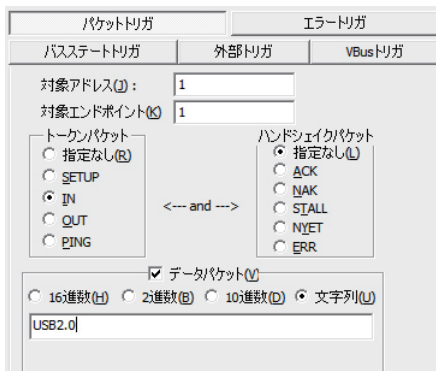 パケットトリガ エラートリガ
バスステートトリガ 外部トリガ VBusトリガ
対象アドレス(J): 1
対象エンドポイント(K) 1
トークンパケット ハンドシェイクパケット
指定なし(R) 指定なし(L)
SETUP ACK
IN <--- and ---> NAK
OUT STALL
PING NYET
ERR
データパケット(V)
16進数(H) 2進数(B) 10進数(D) 文字列(U)
USB2.0